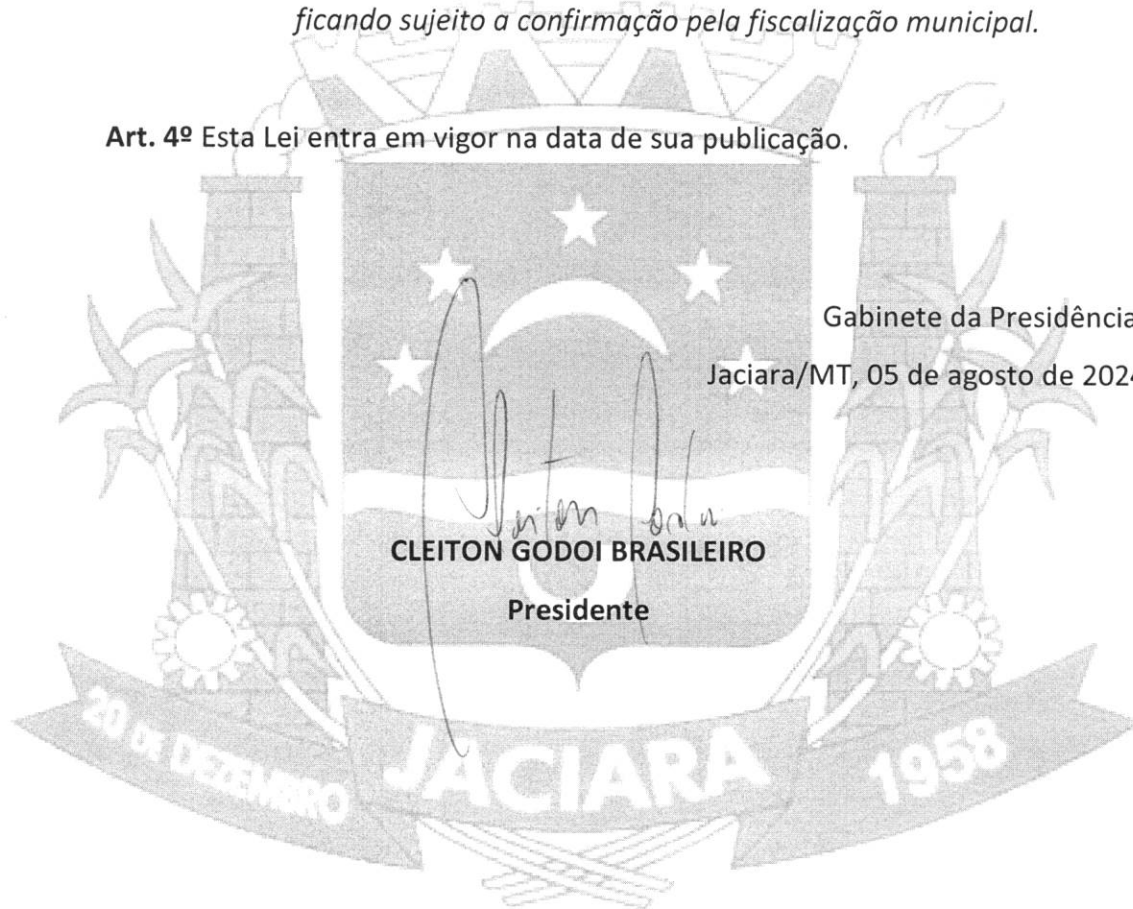 ficando sujeito a confirmação pela fiscalização municipal.
Art. 4º Esta Lei entra em vigor na data de sua publicação.
Gabinete da Presidência
Jaciara/MT, 05 de agosto de 2024
CLEITON GODOI BRASILEIRO
Presidente
20 DE DEZEMBRO
JACIARA
1958